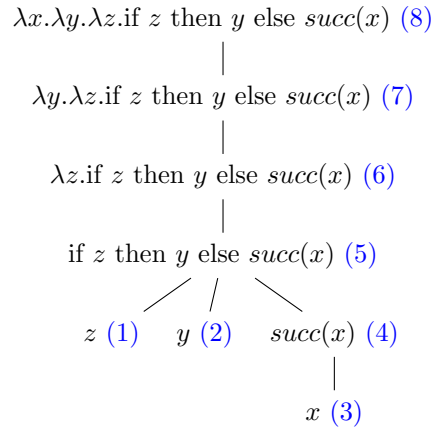 λx.λy.λz.if z then y else succ(x) (8)
λy.λz.if z then y else succ(x) (7)
λz.if z then y else succ(x) (6)
if z then y else succ(x) (5)
z (1) y (2) succ(x) (4)
x (3)